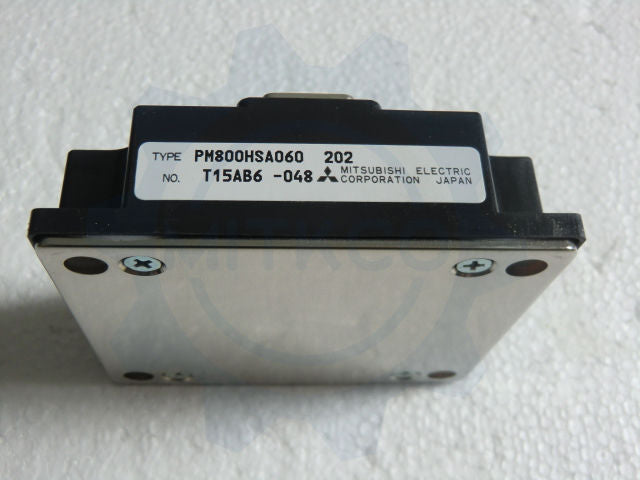 TYPE PM800HSA060 202
NO. T15AB6 -048 MITSUBISHI ELECTRIC
CORPORATION JAPAN